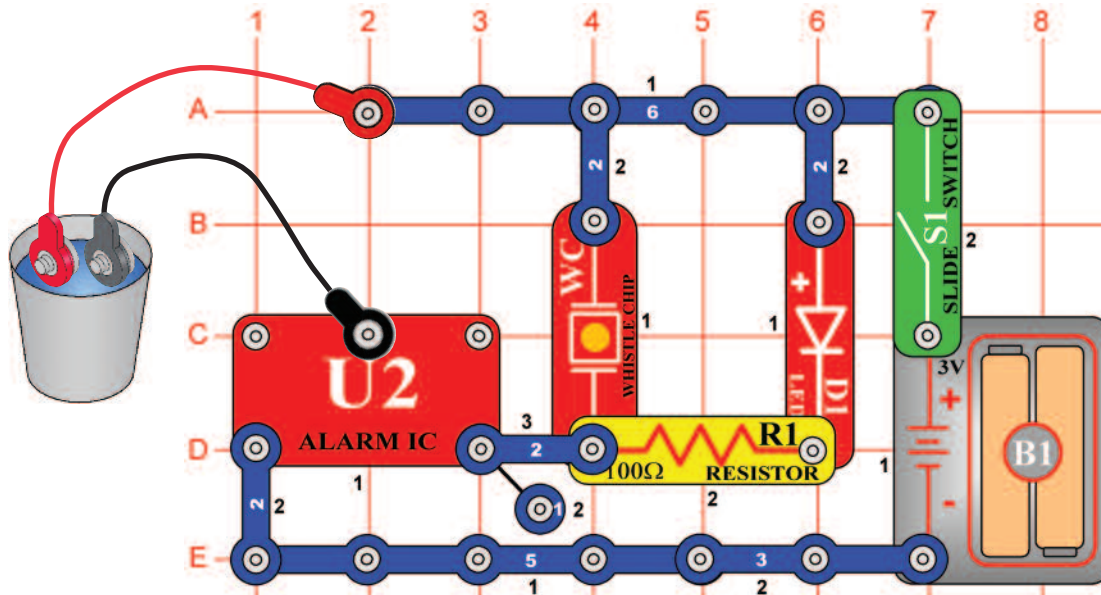 1 2 3 4 5 6 7 8
A
1
6
2
2
2
2
SLIDE SWITCH
S1
2
B
WC
WHISTLE CHIP
1
+
1
D1
LED
C
U2
ALARM IC
1
3V
+
-
B1
1
D
3
2
R1
100Ω
RESISTOR
2
1
2
2
2
E
5
1
3
2